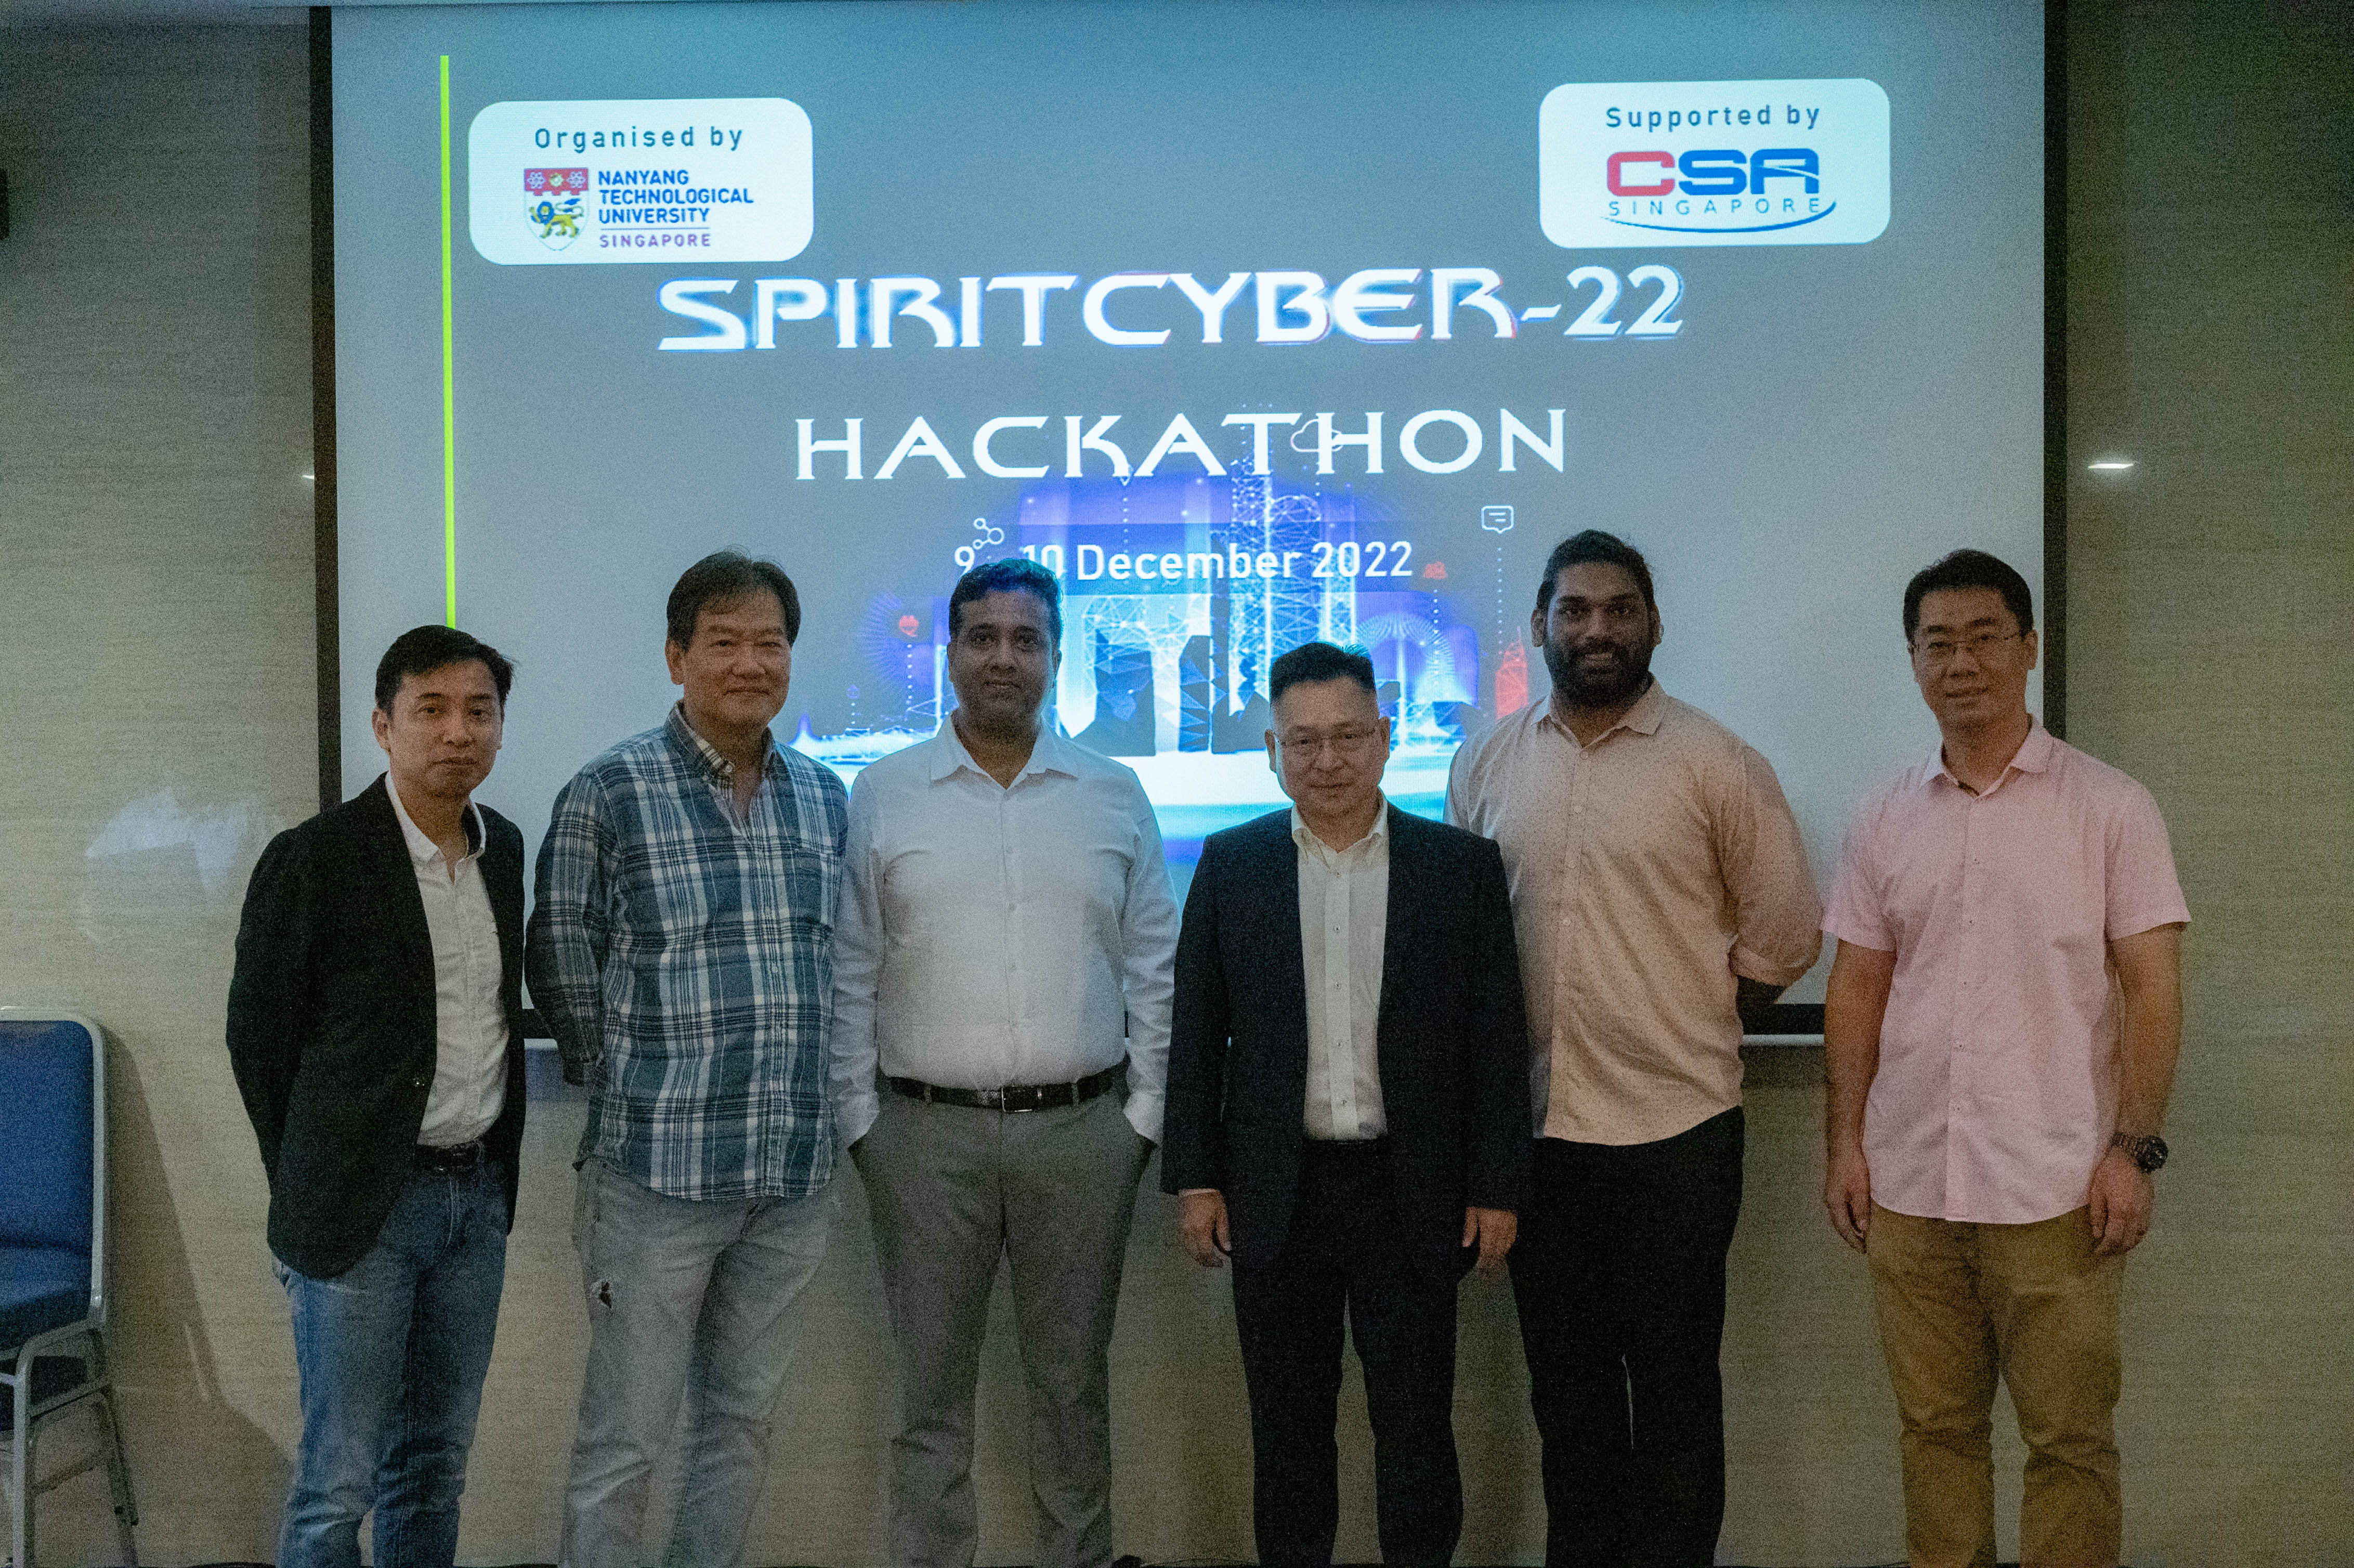 Organised by
NANYANG
TECHNOLOGICAL
UNIVERSITY
SINGAPORE
Supported by
CSA
SINGAPORE
SPIRITCYBER-22
HACKATHON
9 10 December 2022